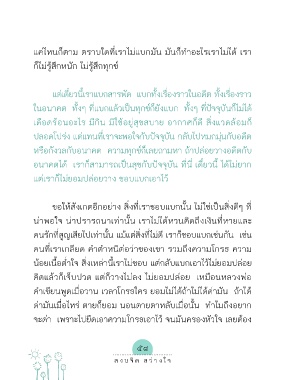 แค่ไหนก็ตาม ตราบใดที่เราไม่แบกมัน มันก็ทำอะไรเราไม่ได้ เรา
ก็ไม่รู้สึกหนัก ไม่รู้สึกทุกข์
แต่เดี๋ยวนี้เราแบกสารพัด แบกทั้งเรื่องราวในอดีต ทั้งเรื่องราว
ในอนาคต ทั้งๆ ที่แบกแล้วเป็นทุกข์ก็ยังแบก ทั้งๆ ที่ปัจจุบันก็ไม่ได้
เดือดร้อนอะไร มีกิน มีใช้อยู่สุขสบาย อากาศก็ดี สิ่งแวดล้อมก็
ปลอดโปร่ง แต่แทนที่เราจะพอใจกับปัจจุบัน กลับไปหมกมุ่นกับอดีต
หรือกังวลกับอนาคต ความทุกข์ก็เลยถามหา ถ้าปล่อยวางอดีตกับ
อนาคตได้ เราก็สามารถเป็นสุขกับปัจจุบัน ที่นี่ เดี๋ยวนี้ ได้ไม่ยาก
แต่เราก็ไม่ยอมปล่อยวาง ชอบแบกเอาไว้
ขอให้สังเกตอีกอย่าง สิ่งที่เราชอบแบกนั้น ไม่ใช่เป็นสิ่งดีๆ ที่
น่าพอใจ น่าปรารถนาเท่านั้น เราไม่ได้หวนคิดถึงเงินที่หายและ
คนรักที่สูญเสียไปเท่านั้น แม้แต่สิ่งที่ไม่ดี เราก็ชอบแบกเช่นกัน เช่น
คนที่เราเกลียด คำตำหนิต่อว่าของเขา รวมถึงความโกรธ ความ
น้อยเนื้อต่ำใจ สิ่งเหล่านี้เราไม่ชอบ แต่กลับแบกเอาไว้ไม่ยอมปล่อย
คิดแล้วก็เจ็บปวด แต่ก็วางไม่ลง ไม่ยอมปล่อย เหมือนหลวงพ่อ
คำเขียนพูดเมื่อวาน เวลาโกรธใคร ยอมไม่ได้ถ้าไม่ได้ด่ามัน ถ้าได้
ด่ามันเมื่อไหร่ ตายก็ยอม นอนตายตาหลับเมื่อนั้น ทำไมถึงอยาก
จะด่า เพราะไปยึดเอาความโกรธเอาไว้ จนมันครองหัวใจ เลยต้อง
๕๘
สงบจิต สว่างใจ